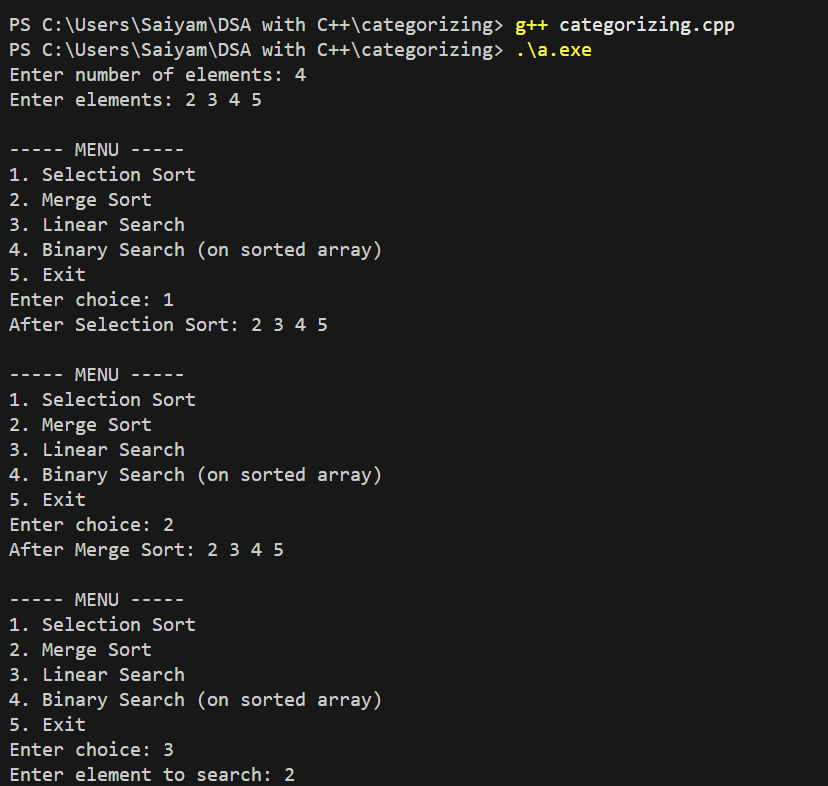 PS C:\Users\Saiyam\DSA with C++\categorizing> g++ categorizing.cpp
PS C:\Users\Saiyam\DSA with C++\categorizing> .\a.exe
Enter number of elements: 4
Enter elements: 2 3 4 5

----- MENU -----
1. Selection Sort
2. Merge Sort
3. Linear Search
4. Binary Search (on sorted array)
5. Exit
Enter choice: 1
After Selection Sort: 2 3 4 5

----- MENU -----
1. Selection Sort
2. Merge Sort
3. Linear Search
4. Binary Search (on sorted array)
5. Exit
Enter choice: 2
After Merge Sort: 2 3 4 5

----- MENU -----
1. Selection Sort
2. Merge Sort
3. Linear Search
4. Binary Search (on sorted array)
5. Exit
Enter choice: 3
Enter element to search: 2